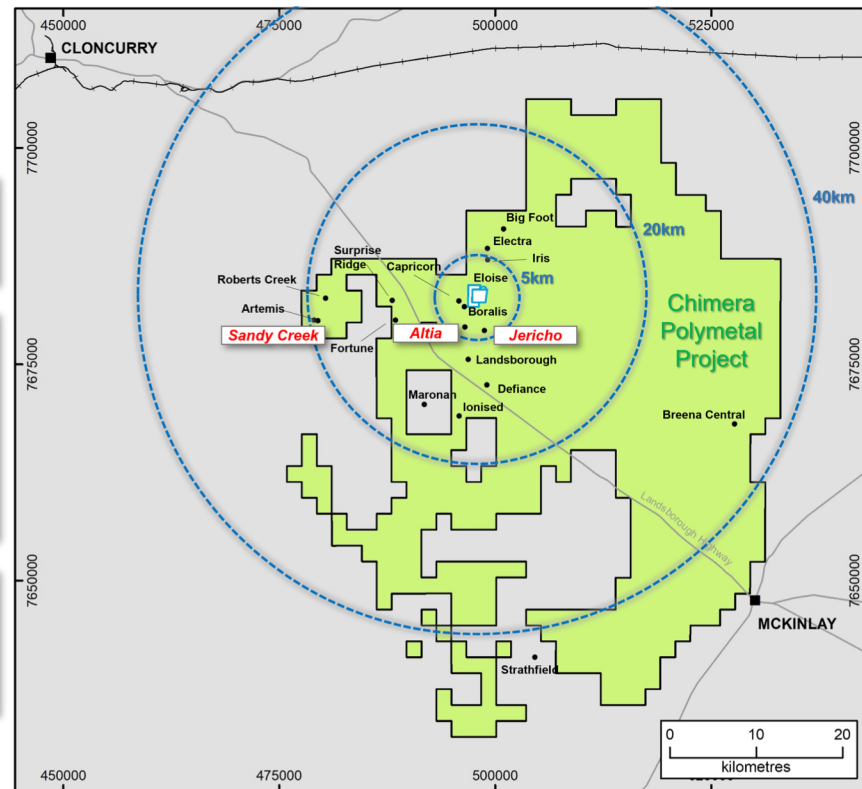 450000
475000
500000
525000
CLONCURRY
7700000
7700000
40km
20km
5km
Big Foot
Electra
Iris
Surprise
Ridge
Capricorn
Eloise
Roberts Creek
Boralis
Artemis
Sandy Creek
Altia
Jericho
Fortune
Chimera
Polymetal
Project
7675000
7675000
Landsborough
Defiance
Maronan
Ionised
Breena Central
Landsborough Highway
7650000
7650000
MCKINLAY
Strathfield
0
10
20
kilometres
450000
475000
500000